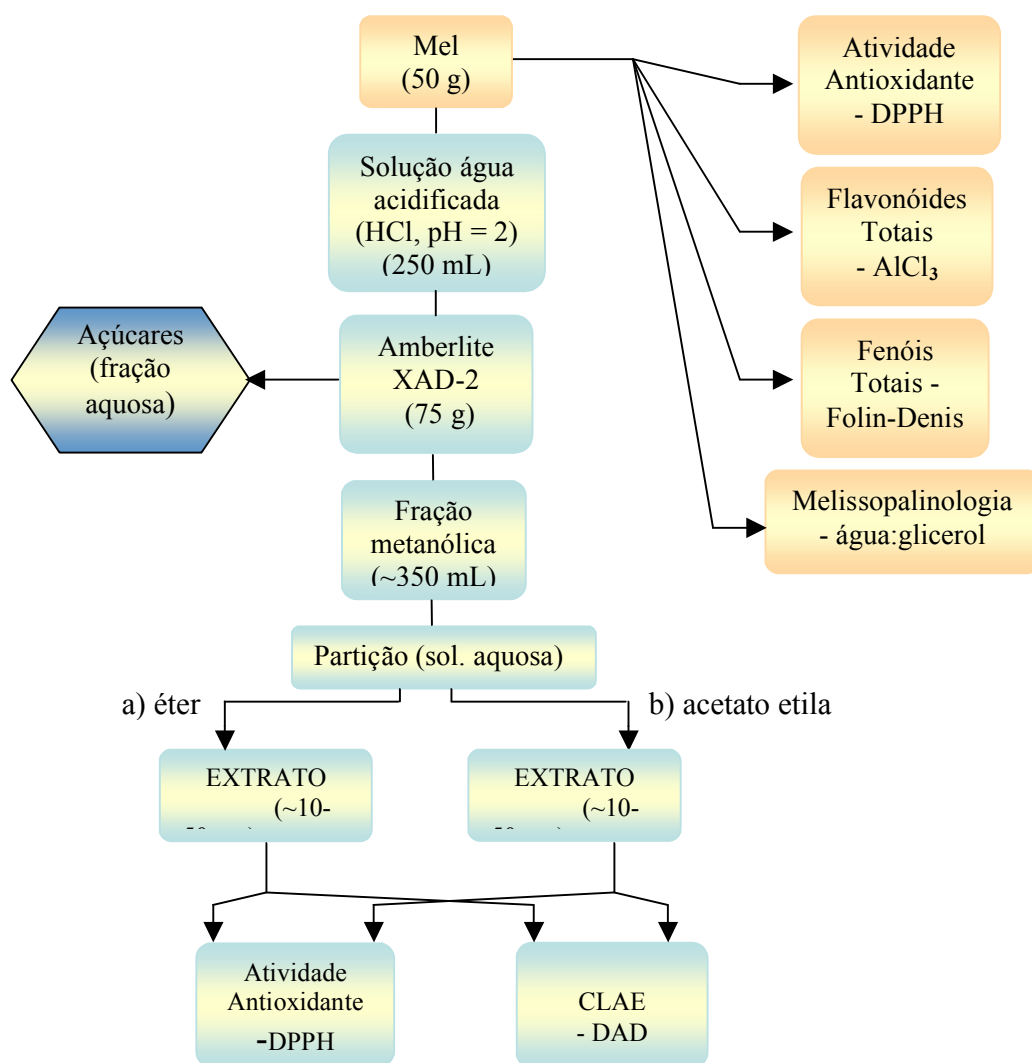 Mel
(50 g)
Atividade
Antioxidante
- DPPH
Solução água
acidificada
(HCl, pH = 2)
(250 mL)
Flavonóides
Totais
- AlCl₃
Açúcares
(fração
aquosa)
Amberlite
XAD-2
(75 g)
Fenóis
Totais -
Folin-Denis
Fração
metanólica
(~350 mL)
Melissopalinologia
- água:glicerol
Partição (sol. aquosa)
a) éter
b) acetato etila
EXTRATO
(~10-
EXTRATO
(~10-
Atividade
Antioxidante
-DPPH
CLAE
- DAD